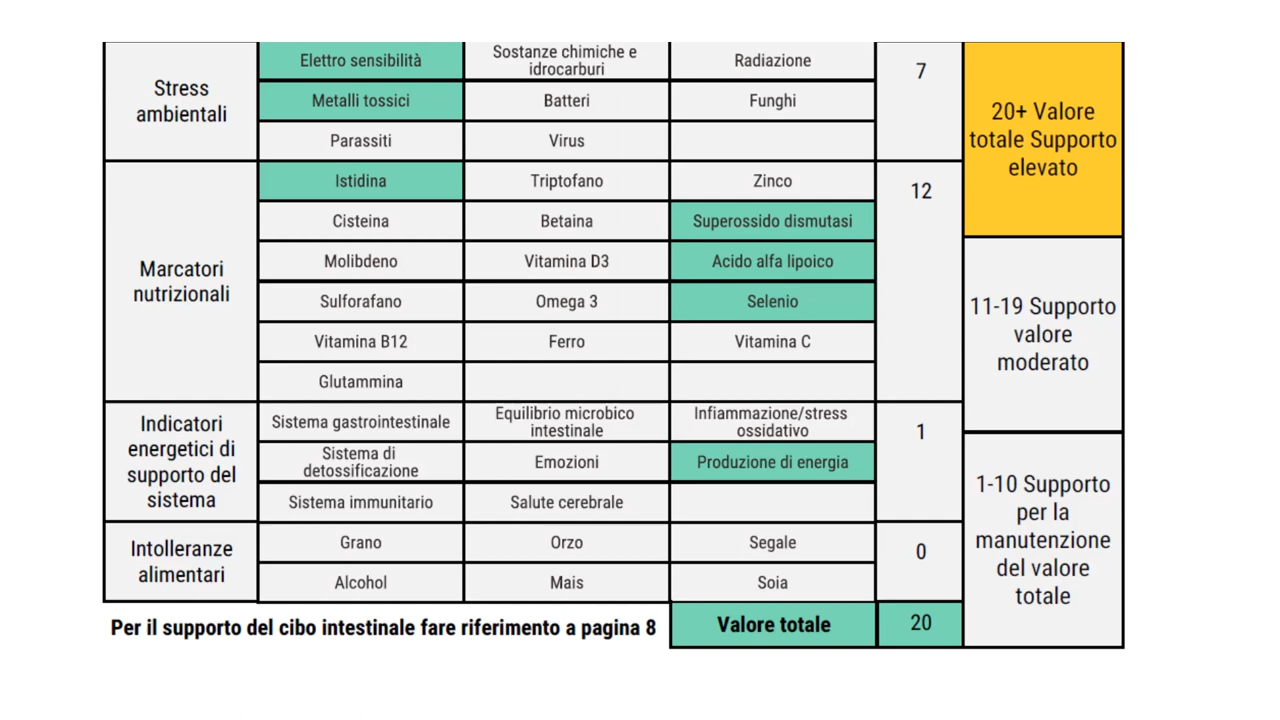 Stress
ambientali
Elettro sensibilità
Sostanze chimiche e
idrocarburi
Radiazione
7
Metalli tossici
Batteri
Funghi
Parassiti
Virus
20+ Valore
totale Supporto
elevato
Marcatori
nutrizionali
Istidina
Triptofano
Zinco
12
Cisteina
Betaina
Superossido dismutasi
Molibdeno
Vitamina D3
Acido alfa lipoico
Sulforafano
Omega 3
Selenio
Vitamina B12
Ferro
Vitamina C
Glutammina
11-19 Supporto
valore
moderato
Indicatori
energetici di
supporto del
sistema
Sistema gastrointestinale
Equilibrio microbico
intestinale
Infiammazione/stress
ossidativo
1
Sistema di
detossificazione
Emozioni
Produzione di energia
Sistema immunitario
Salute cerebrale
1-10 Supporto
per la
manutenzione
del valore
totale
Intolleranze
alimentari
Grano
Orzo
Segale
0
Alcohol
Mais
Soia
Per il supporto del cibo intestinale fare riferimento a pagina 8
Valore totale
20